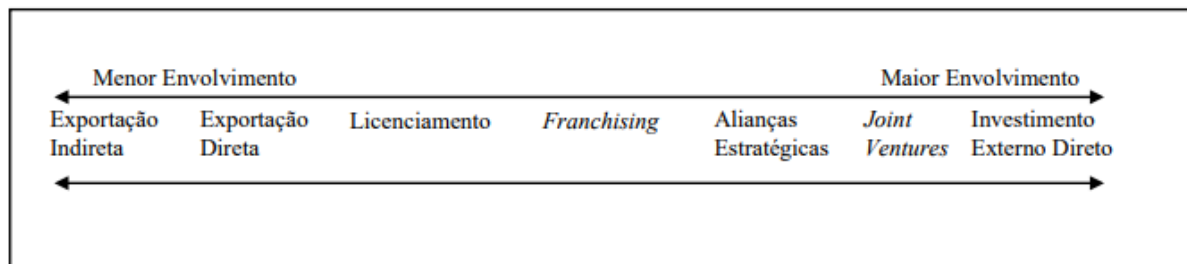 Menor Envolvimento Maior Envolvimento
Exportação Exportação Licenciamento Franchising Alianças Joint Investimento
Indireta Direta Estratégicas Ventures Externo Direto